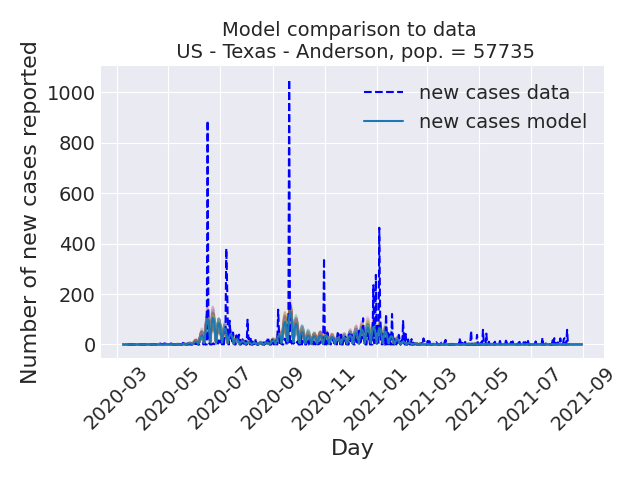 Model comparison to data
US - Texas - Anderson, pop. = 57735
Number of new cases reported
1000
800
600
400
200
0
new cases data
new cases model
2020-03
2020-05
2020-07
2020-09
2020-11
2021-01
2021-03
2021-05
2021-07
2021-09
Day